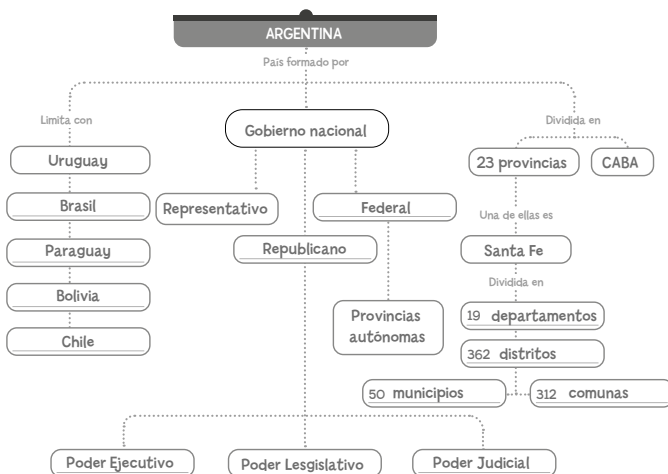 ARGENTINA
País formado por
Limita con
Uruguay
Brasil
Paraguay
Bolivia
Chile
Gobierno nacional
Representativo
Federal
Republicano
Provincias
autónomas
Dividida en
23 provincias
CABA
Una de ellas es
Santa Fe
Dividida en
19 departamentos
362 distritos
50 municipios
312 comunas
Poder Ejecutivo
Poder Lesgislativo
Poder Judicial